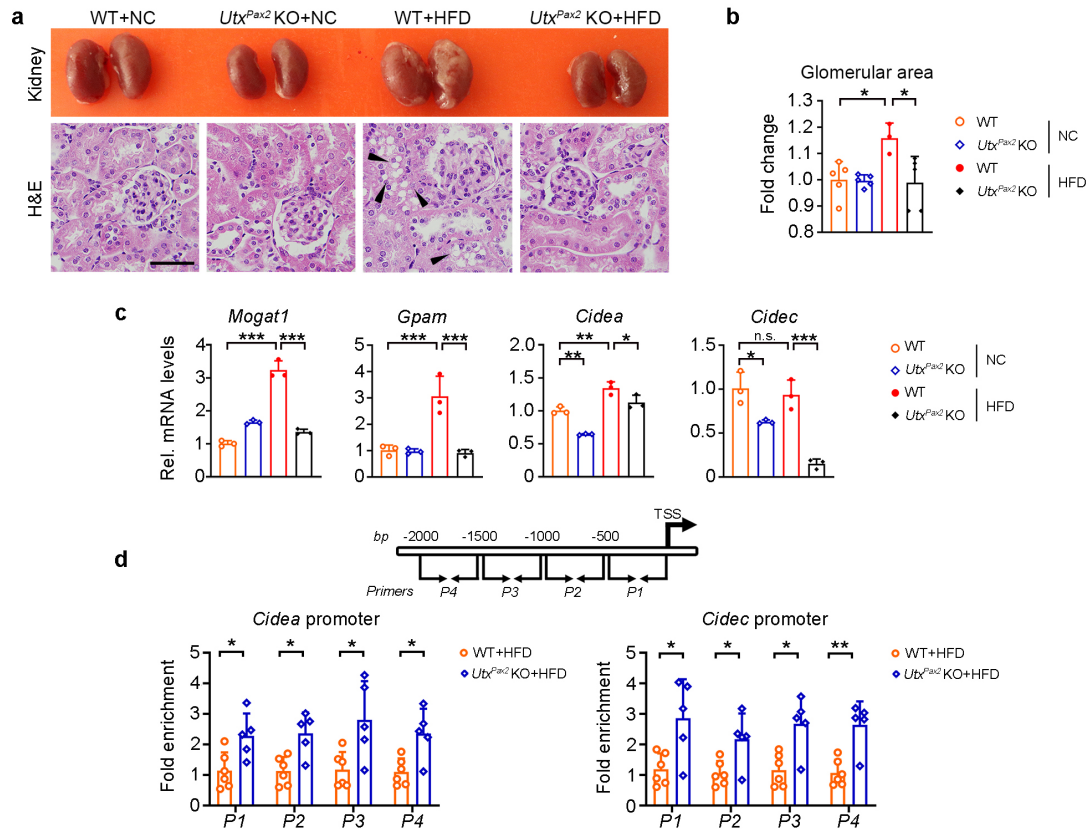 a
WT+NC
Utx^Pax2 KO+NC
WT+HFD
Utx^Pax2 KO+HFD
Kidney
H&E
b
Glomerular area
* *
Fold change
1.3
1.2
1.1
1.0
0.9
0.8
WT
Utx^Pax2 KO
NC
WT
Utx^Pax2 KO
HFD
c
Rel. mRNA levels
Mogat1
*** ***
4
3
2
1
0
Gpam
*** ***
5
4
3
2
1
0
Cidea
** *
**
2.0
1.5
1.0
0.5
0
Cidec
n.s. ***
*
1.5
1.0
0.5
0
WT
Utx^Pax2 KO
NC
WT
Utx^Pax2 KO
HFD
d
TSS
bp -2000 -1500 -1000 -500
Primers P4 P3 P2 P1
Cidea promoter
Fold enrichment
5
4
3
2
1
0
* * * *
P1 P2 P3 P4
WT+HFD
Utx^Pax2 KO+HFD
Cidec promoter
Fold enrichment
5
4
3
2
1
0
* * * **
P1 P2 P3 P4
WT+HFD
Utx^Pax2 KO+HFD